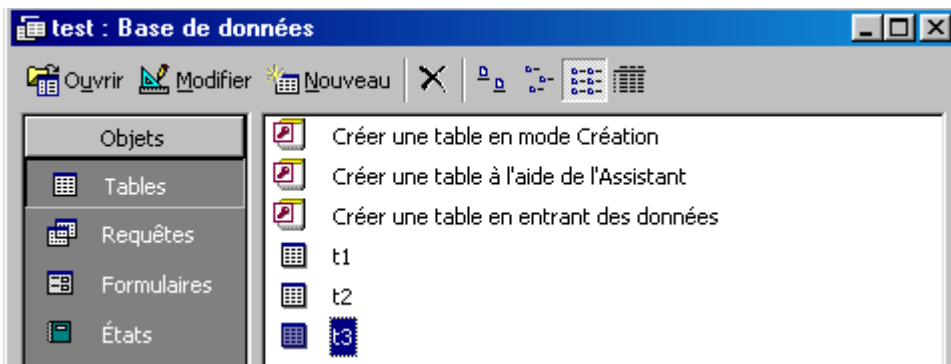 test : Base de données
Ouvrir Modifier Nouveau
Objets
Tables
Requêtes
Formulaires
États
Créer une table en mode Création
Créer une table à l'aide de l'Assistant
Créer une table en entrant des données
t1
t2
t3